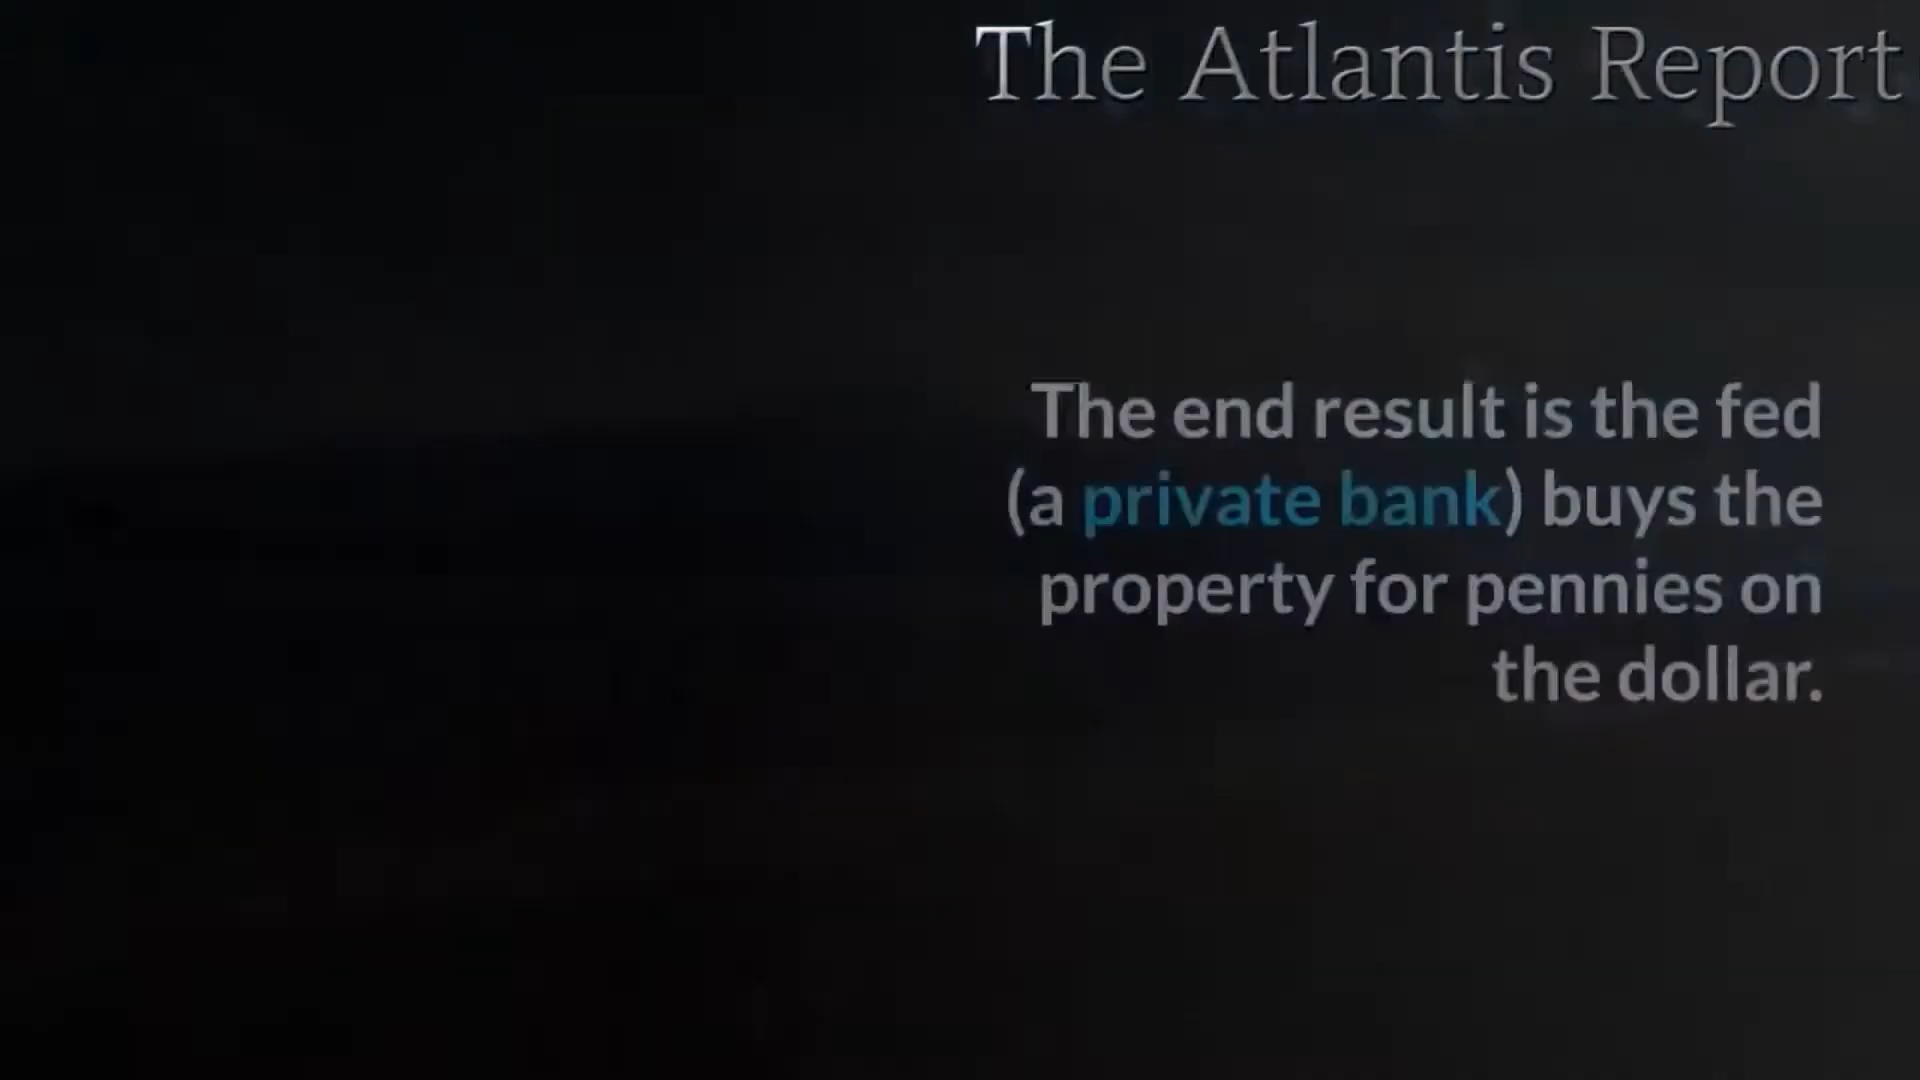 The Atlantis Report
The end result is the fed
(a private bank) buys the
property for pennies on
the dollar.